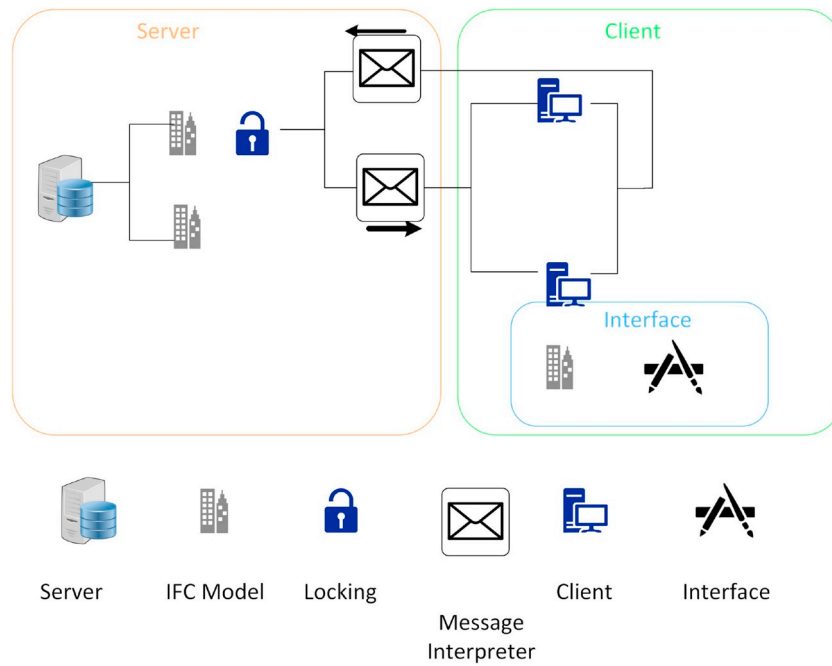 Server
Client
Interface
Server
IFC Model
Locking
Message
Interpreter
Client
Interface